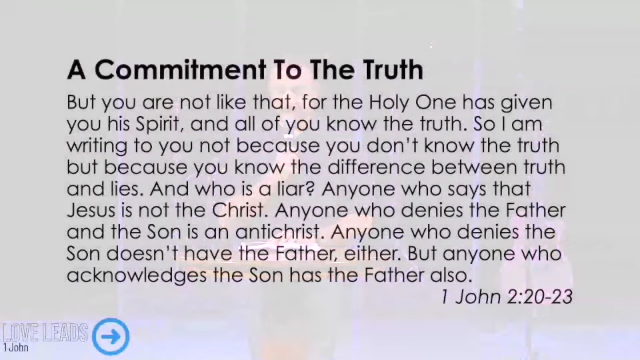 A Commitment To The Truth
But you are not like that, for the Holy One has given
you his Spirit, and all of you know the truth. So I am
writing to you not because you don't know the truth
but because you know the difference between truth
and lies. And who is a liar? Anyone who says that
Jesus is not the Christ. Anyone who denies the Father
and the Son is an antichrist. Anyone who denies the
Son doesn't have the Father, either. But anyone who
acknowledges the Son has the Father also.
1 John 2:20-23
LOVE LEADS
1 John